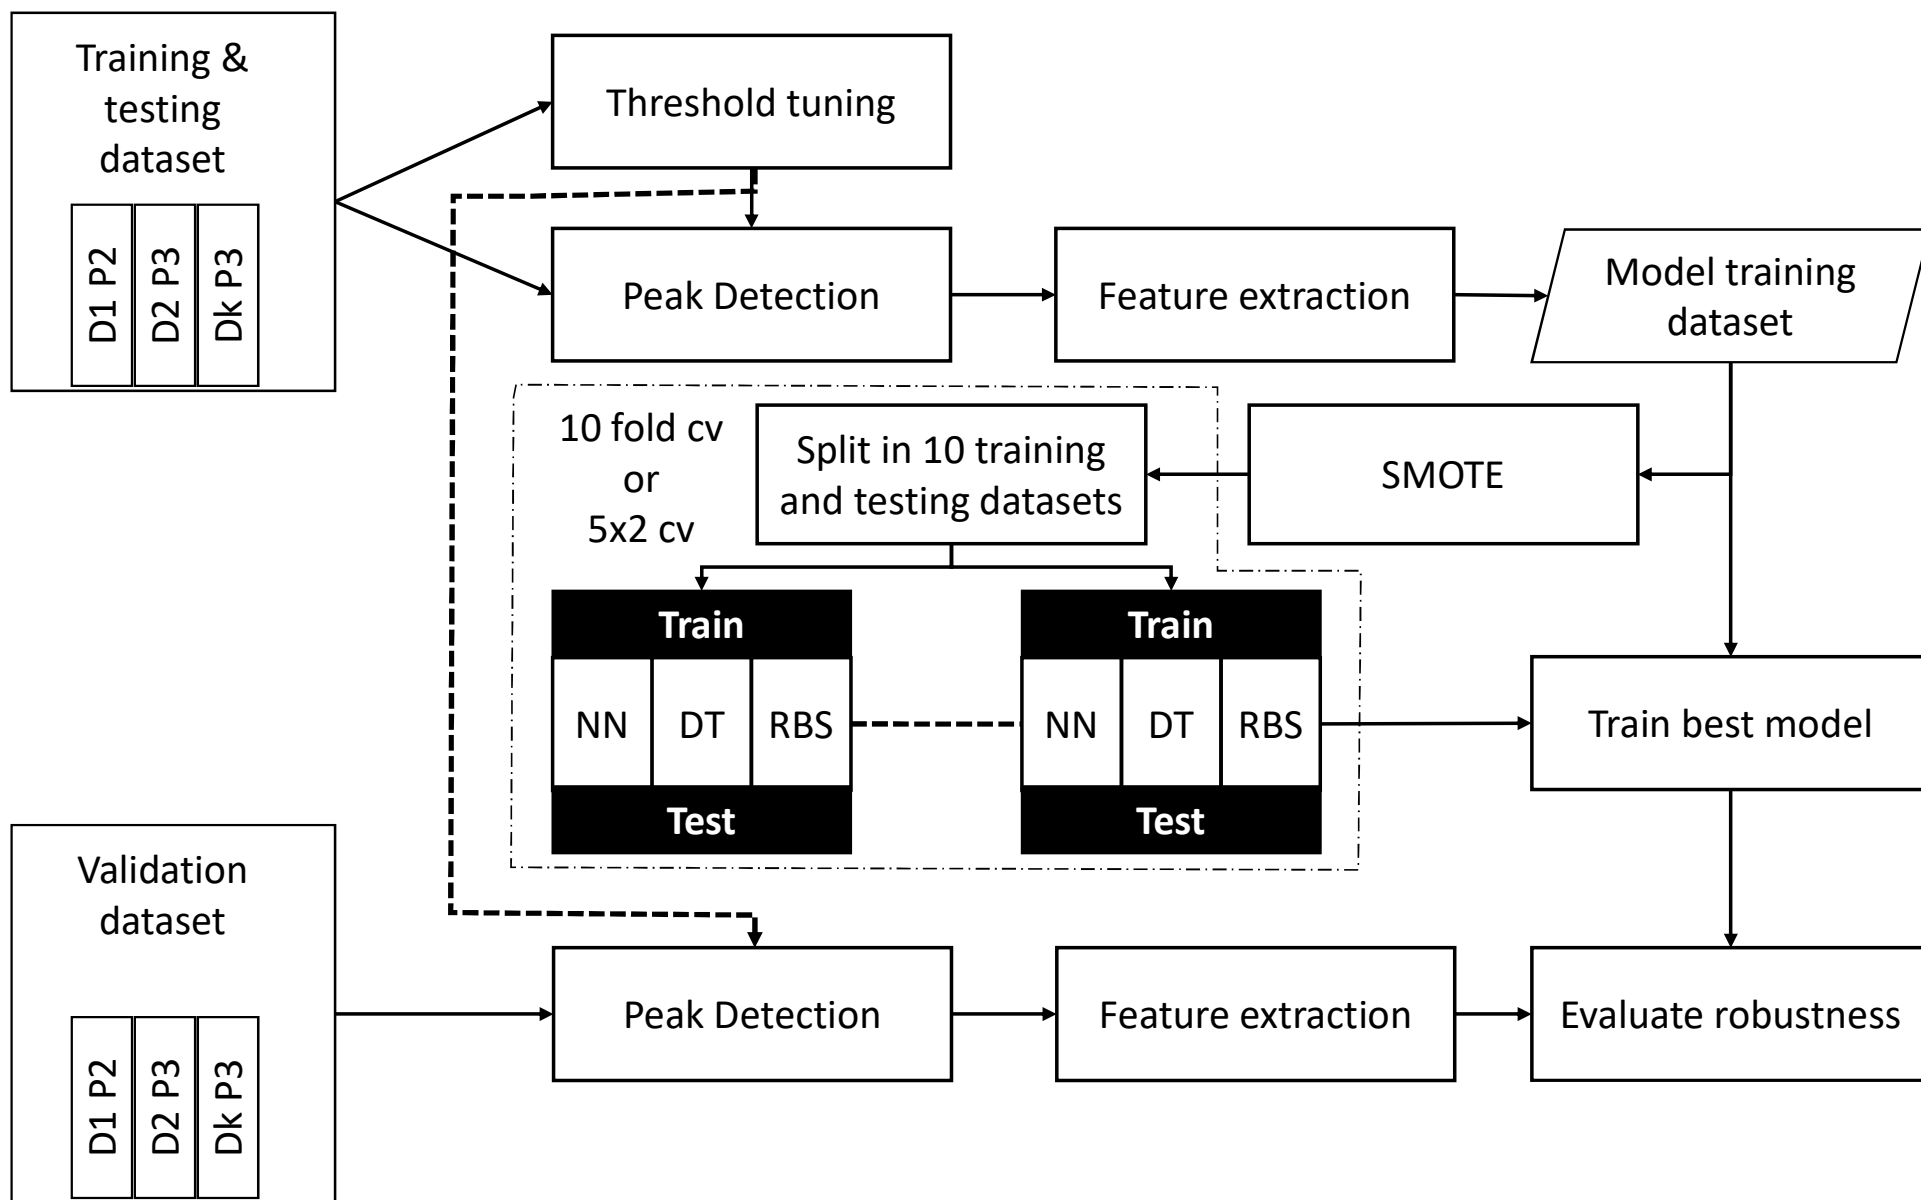 Training &
testing
dataset
D1 P2
D2 P3
Dk P3
Threshold tuning
Peak Detection
Feature extraction
Model training
dataset
10 fold cv
or
5x2 cv
Split in 10 training
and testing datasets
SMOTE
Train
NN
DT
RBS
Test
Train
NN
DT
RBS
Test
Train best model
Validation
dataset
D1 P2
D2 P3
Dk P3
Peak Detection
Feature extraction
Evaluate robustness